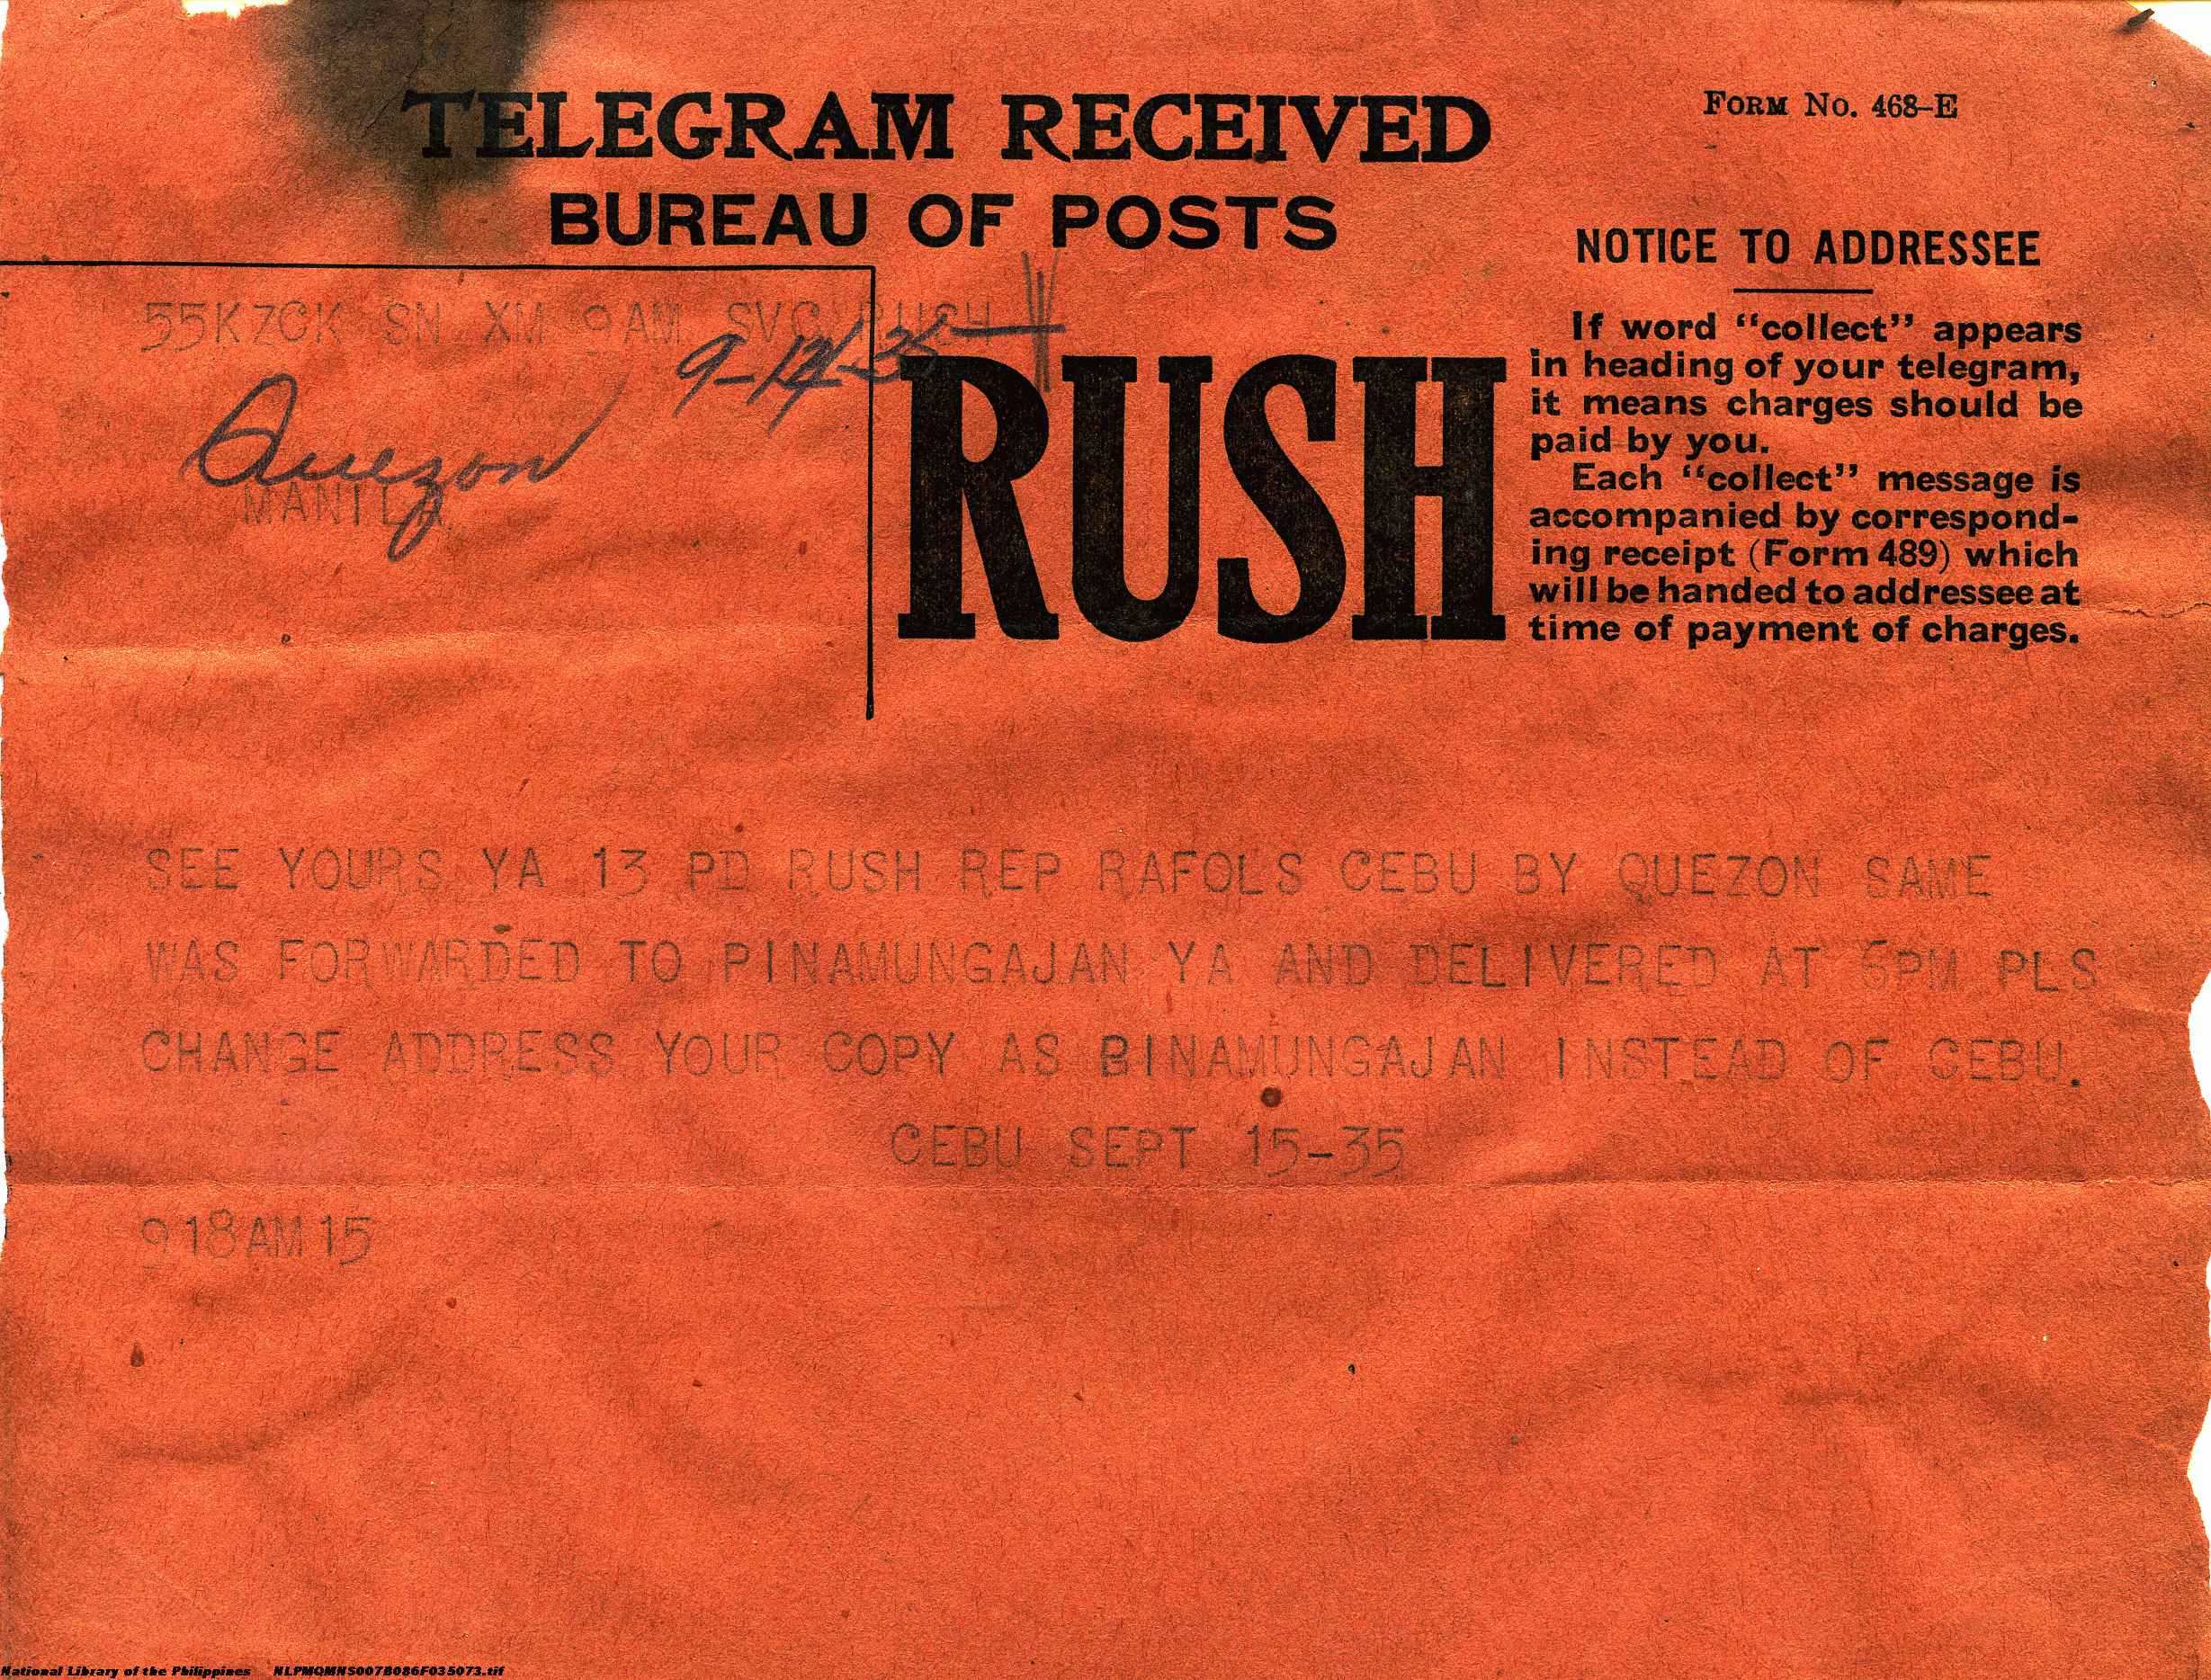 TELEGRAM RECEIVED
BUREAU OF POSTS
FORM NO. 468-E
NOTICE TO ADDRESSEE
If word "collect" appears
in heading of your telegram,
it means charges should be
paid by you.
Each "collect" message is
accompanied by correspond-
ing receipt (Form 489) which
will be handed to addressee at
time of payment of charges.
RUSH
55KZCK SN XM 9AM SVC RUSH
9-14-35
Quezon
MANILA
SEE YOURS YA 13 PD RUSH REP RAFOLS CEBU BY QUEZON SAME
WAS FORWARDED TO PINAMUNGAJAN YA AND DELIVERED AT 6PM PLS
CHANGE ADDRESS YOUR COPY AS BINAMUNGAJAN INSTEAD OF CEBU.
CEBU SEPT 15-35
918AM15
National Library of the Philippines NLPMQMNS007B086F035073.tif